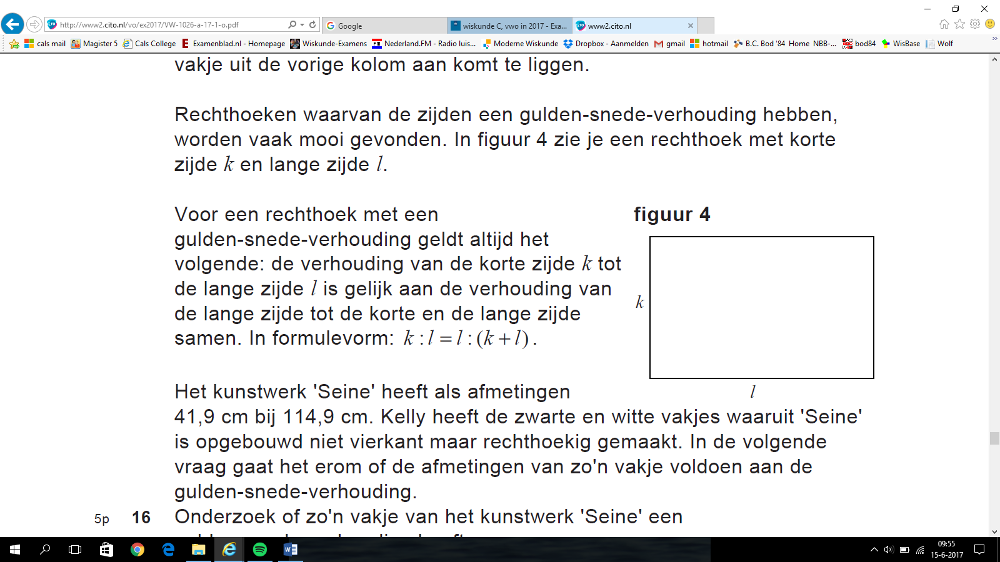 http://www2.cito.nl/vo/ex2017/VW-1026-a-17-1-o.pdf
Google
wiskunde C, vwo in 2017 - Exa...
www2.cito.nl
cals mail
Magister 5
Cals College
Examenblad.nl - Homepage
Wiskunde-Examens
Nederland.FM - Radio luis...
Moderne Wiskunde
Dropbox - Aanmelden
gmail
hotmail
B.C. Bod '84 Home NBB-...
bod84
WisBase
Wolf
vakje uit de vorige kolom aan komt te liggen.
Rechthoeken waarvan de zijden een gulden-snede-verhouding hebben,
worden vaak mooi gevonden. In figuur 4 zie je een rechthoek met korte
zijde k en lange zijde l.
Voor een rechthoek met een
gulden-snede-verhouding geldt altijd het
volgende: de verhouding van de korte zijde k tot
de lange zijde l is gelijk aan de verhouding van
de lange zijde tot de korte en de lange zijde
samen. In formulevorm: k : l = l : (k + l).
figuur 4
k
l
Het kunstwerk 'Seine' heeft als afmetingen
41,9 cm bij 114,9 cm. Kelly heeft de zwarte en witte vakjes waaruit 'Seine'
is opgebouwd niet vierkant maar rechthoekig gemaakt. In de volgende
vraag gaat het erom of de afmetingen van zo'n vakje voldoen aan de
gulden-snede-verhouding.
5p 16 Onderzoek of zo'n vakje van het kunstwerk 'Seine' een
09:55
15-6-2017